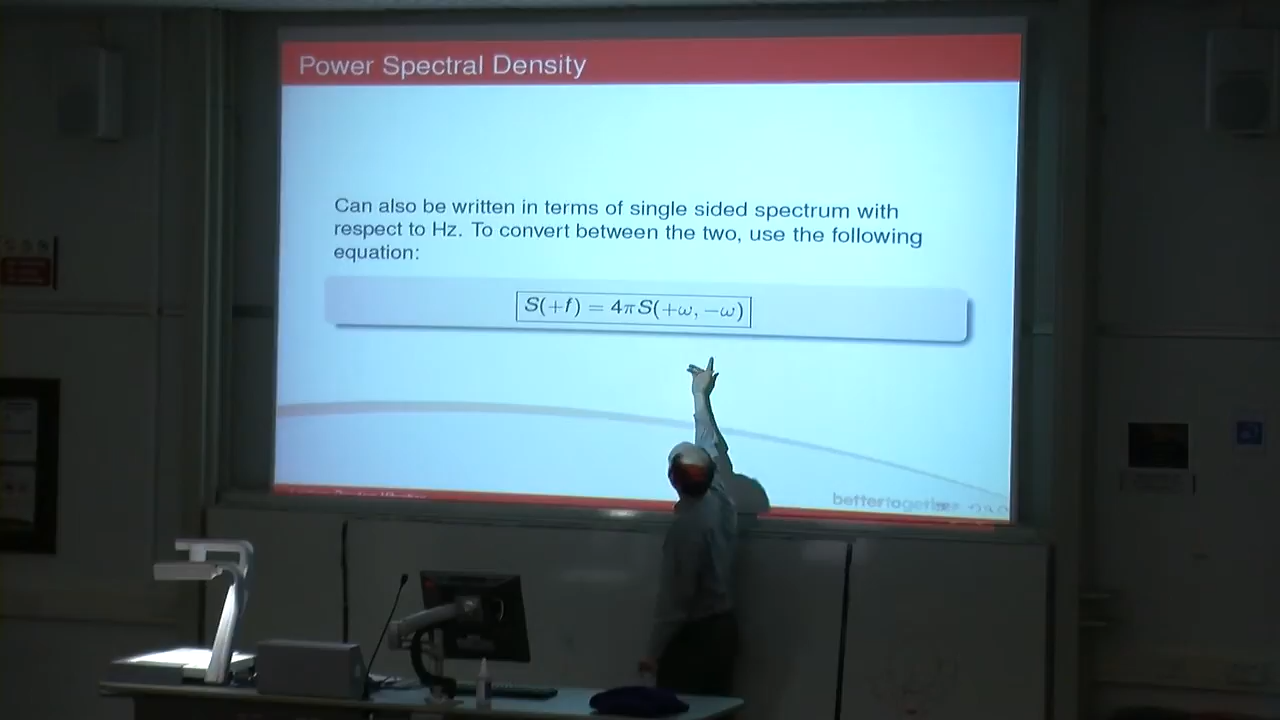 Power Spectral Density
Can also be written in terms of single sided spectrum with
respect to Hz. To convert between the two, use the following
equation:
S(+f) = 4πS(+ω, −ω)
bettertogether